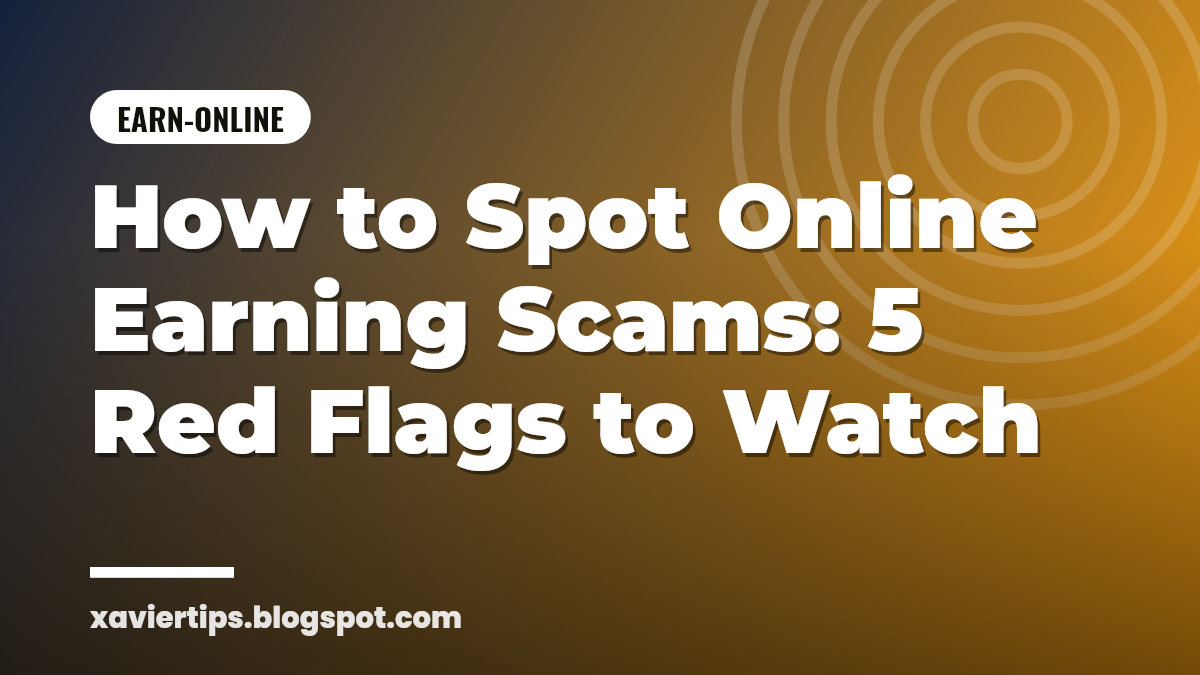 EARN-ONLINE
How to Spot Online
Earning Scams: 5
Red Flags to Watch
xaviertips.blogspot.com